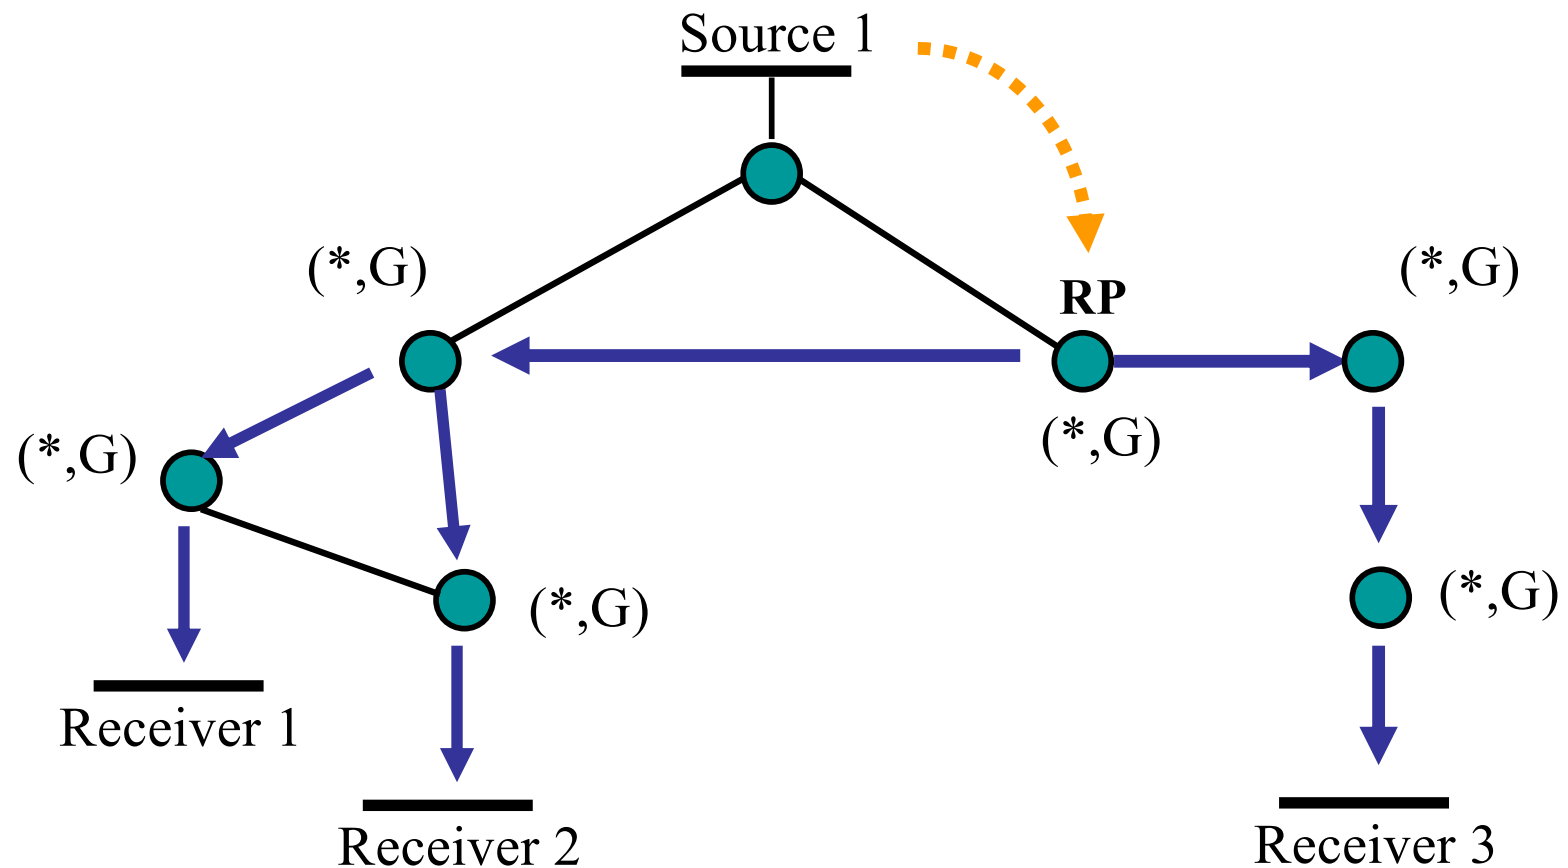 Source 1
(*,G)
RP
(*,G)
(*,G)
(*,G)
(*,G)
(*,G)
Receiver 1
Receiver 2
Receiver 3